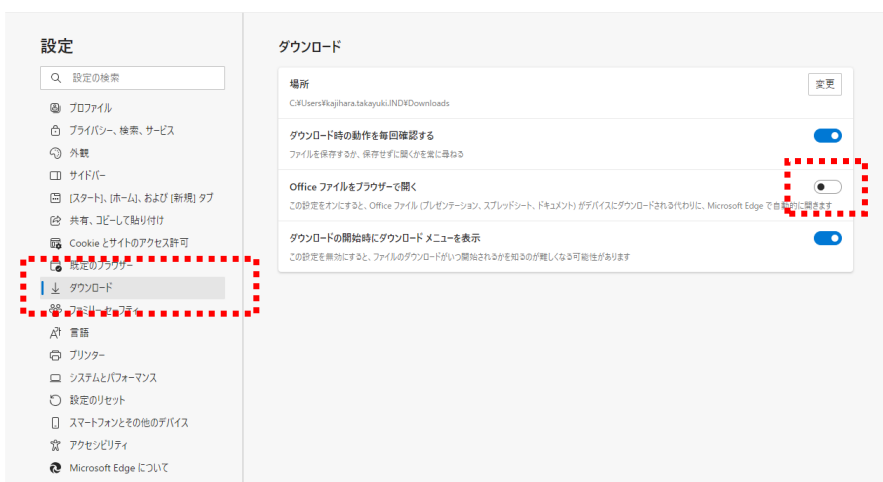 設定
設定の検索
プロファイル
プライバシー、検索、サービス
外観
サイドバー
[スタート]、[ホーム]、および [新規] タブ
共有、コピーして貼り付け
Cookie とサイトのアクセス許可
既定のブラウザー
ダウンロード
ファミリー セーフティ
言語
プリンター
システムとパフォーマンス
設定のリセット
スマートフォンとその他のデバイス
アクセシビリティ
Microsoft Edge について
ダウンロード
場所
変更
C:¥Users¥kajihara.takayuki.IND¥Downloads
ダウンロード時の動作を毎回確認する
ファイルを保存するか、保存せずに開くかを常に尋ねる
Office ファイルをブラウザーで開く
この設定をオンにすると、Office ファイル (プレゼンテーション、スプレッドシート、ドキュメント) がデバイスにダウンロードされる代わりに、Microsoft Edge で自動的に開きます
ダウンロードの開始時にダウンロード メニューを表示
この設定を無効にすると、ファイルのダウンロードがいつ開始されるかを知るのが難しくなる可能性があります